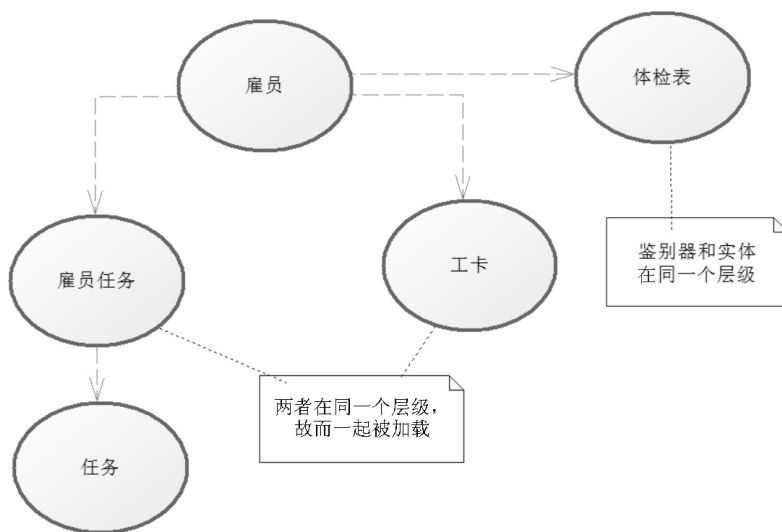 雇员
体检表
鉴别器和实体
在同一个层级
雇员任务
工卡
两者在同一个层级，
故而一起被加载
任务